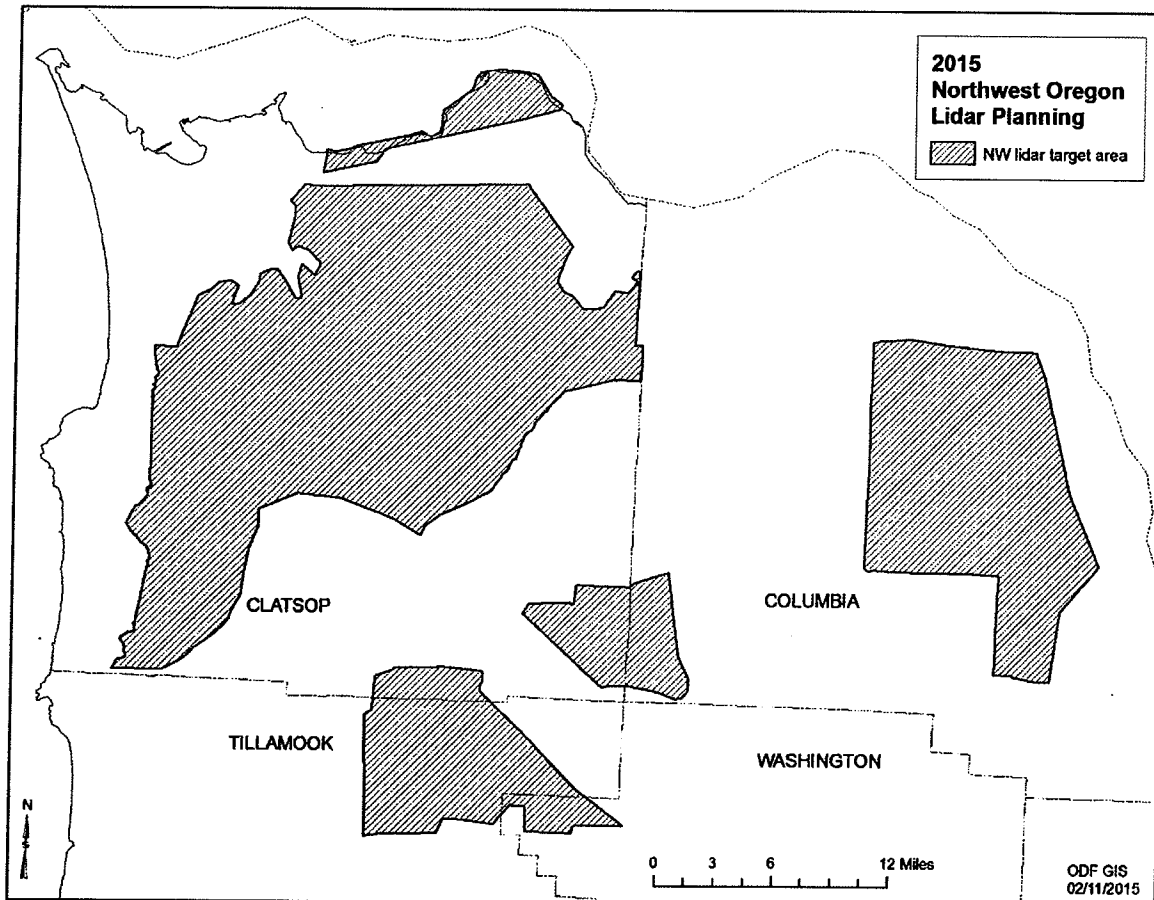 2015
Northwest Oregon
Lidar Planning
NW lidar target area
CLATSOP
COLUMBIA
TILLAMOOK
WASHINGTON
N
S
0 3 6 12 Miles
ODF GIS
02/11/2015